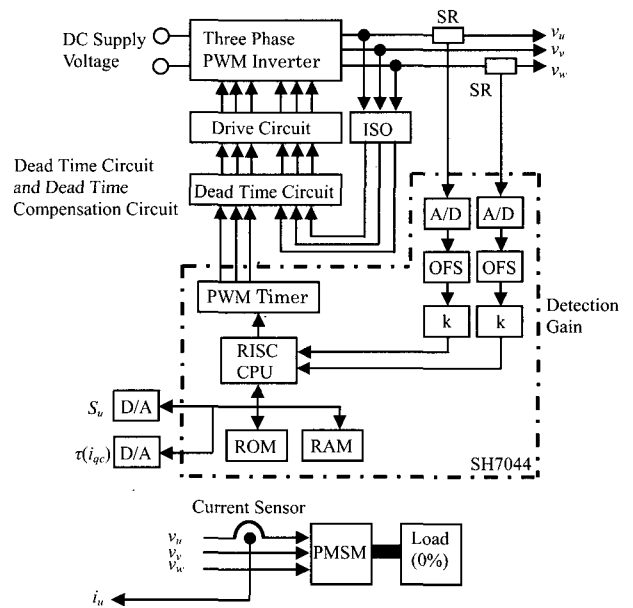 SR
DC Supply
Voltage
Three Phase
PWM Inverter
v_u
v_v
v_w
SR
Drive Circuit
ISO
Dead Time Circuit
and Dead Time
Compensation Circuit
Dead Time Circuit
A/D
A/D
OFS
OFS
PWM Timer
k
k
Detection
Gain
RISC
CPU
S_u
D/A
τ(i_qc)
D/A
ROM
RAM
SH7044
Current Sensor
v_u
v_v
v_w
PMSM
Load
(0%)
i_u